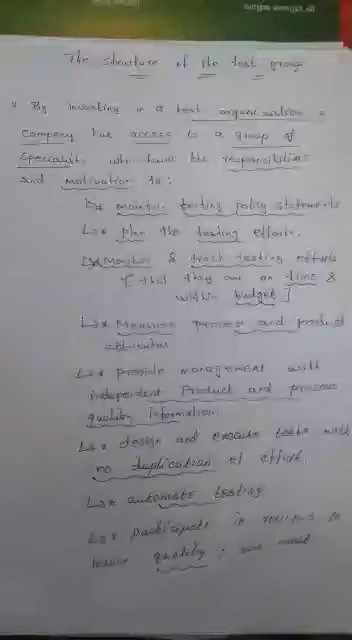 The structure of the test group
* By investing in a test organization a
company has access to a group of
specialists who have the responsibilities
and motivation to:
↳* maintain testing policy statements
↳* plan the testing efforts.
↳* Monitor & track testing efforts
[ that they are on time &
within budget ]
↳* Measure process and product
attributes
↳* provide management with
independent Product and process
quality Information.
↳* design and execute tests with
no duplication of effort
↳* automate testing
↳* participate in reviews to
insure quality; are most